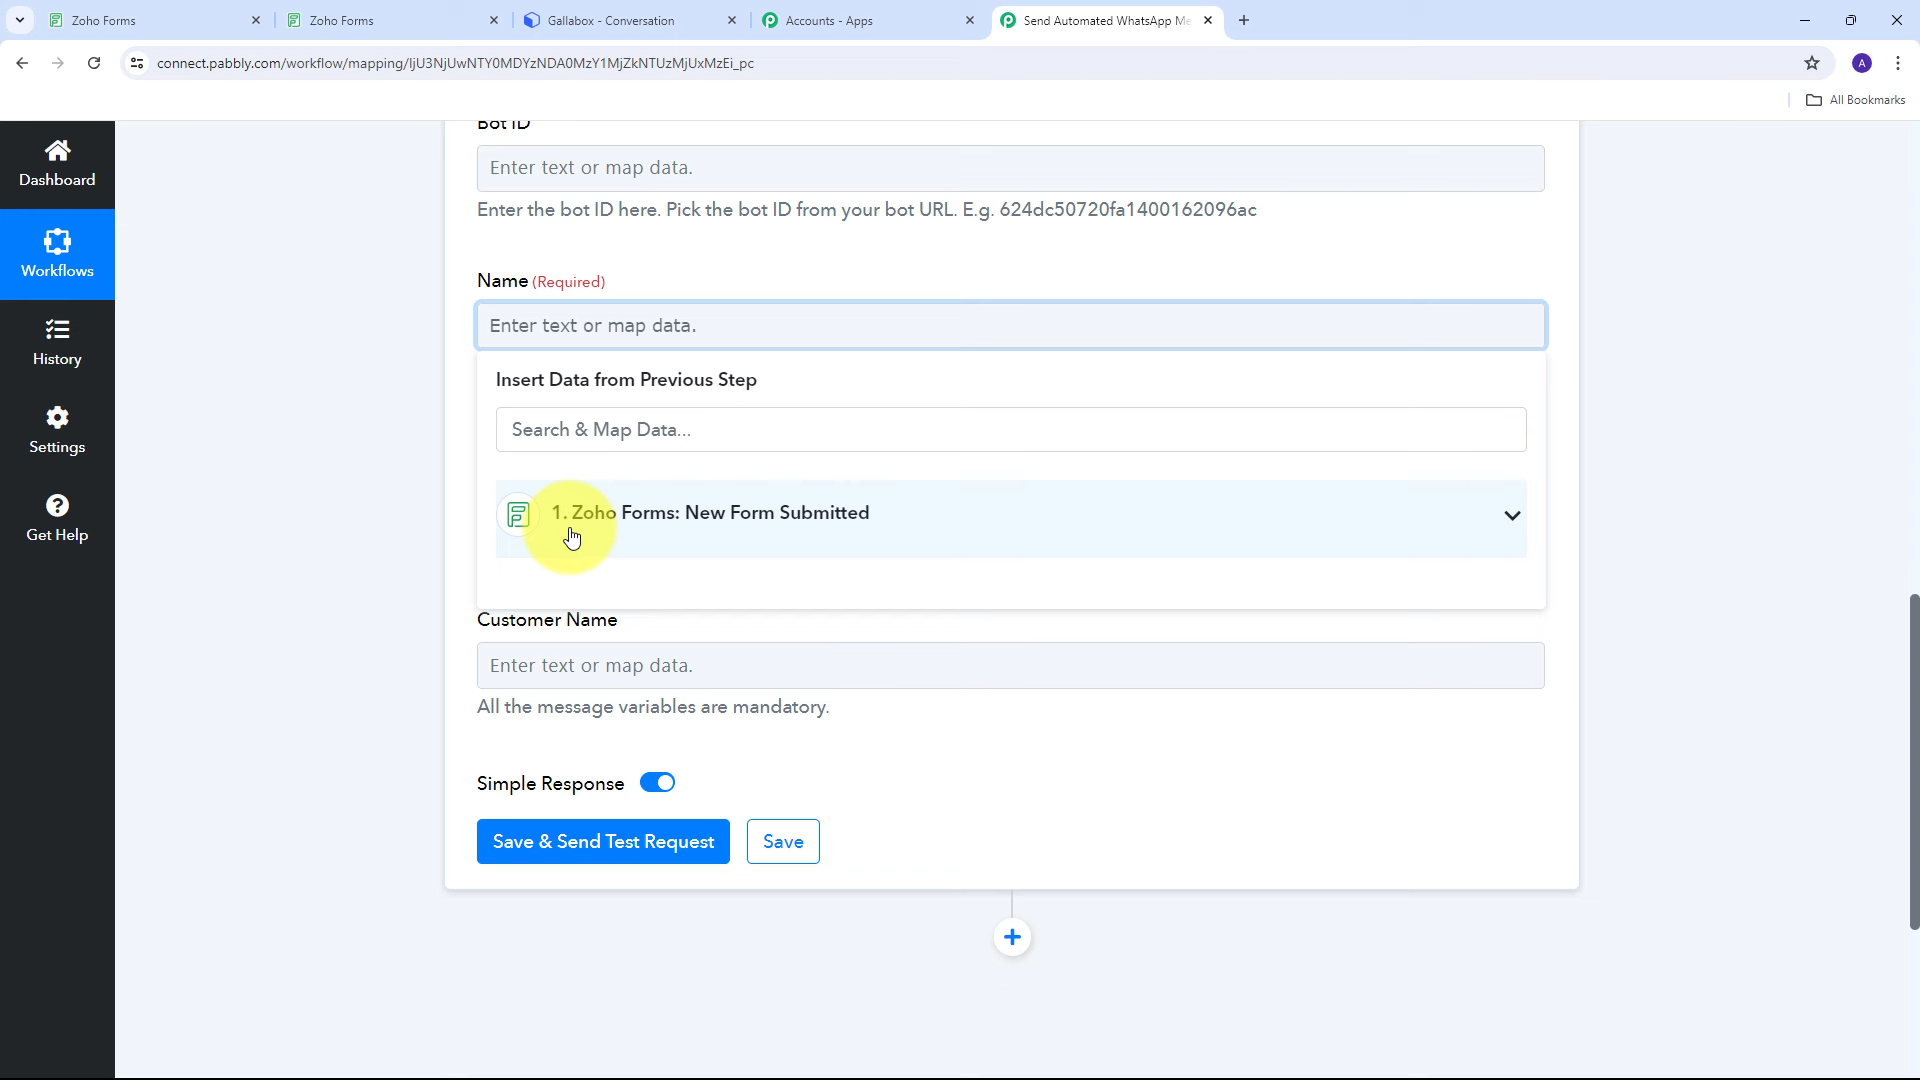 Zoho Forms
Zoho Forms
Gallabox - Conversation
Accounts - Apps
Send Automated WhatsApp Me
connect.pabbly.com/workflow/mapping/IjU3NjUwNTY0MDYzNDA0MzY1MjZkNTUzMjUxMzEi_pc
A
All Bookmarks
Dashboard
Workflows
History
Settings
Get Help
Bot ID
Enter text or map data.
Enter the bot ID here. Pick the bot ID from your bot URL. E.g. 624dc50720fa1400162096ac
Name (Required)
Enter text or map data.
Insert Data from Previous Step
Search & Map Data...
1. Zoho Forms: New Form Submitted
Customer Name
Enter text or map data.
All the message variables are mandatory.
Simple Response
Save & Send Test Request
Save